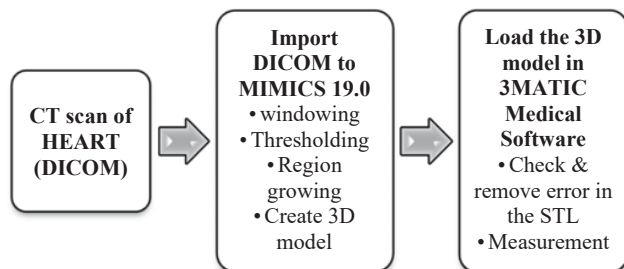 CT scan of
HEART
(DICOM)
Import
DICOM to
MIMICS 19.0
•windowing
•Thresholding
•Region
growing
•Create 3D
model
Load the 3D
model in
3MATIC
Medical
Software
•Check &
remove error in
the STL
•Measurement